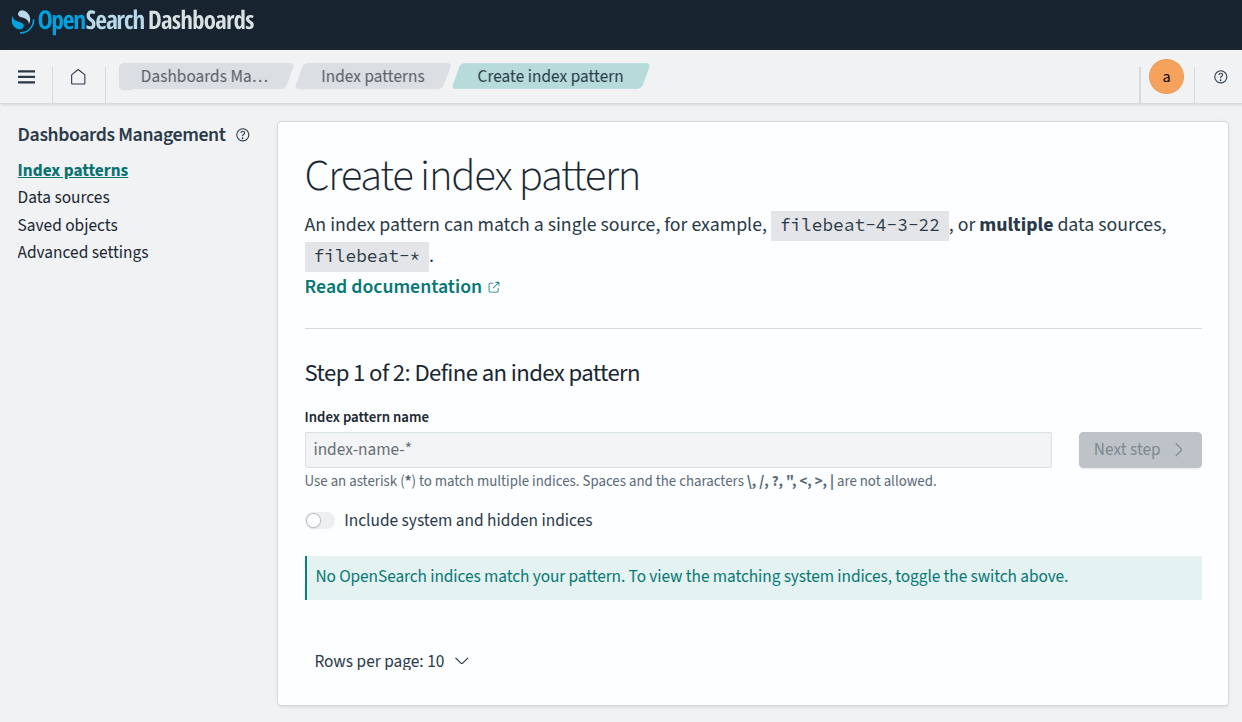 OpenSearch Dashboards
Dashboards Ma...
Index patterns
Create index pattern
a
Dashboards Management
Index patterns
Data sources
Saved objects
Advanced settings
Create index pattern
An index pattern can match a single source, for example, filebeat-4-3-22 , or multiple data sources,
filebeat-* .
Read documentation
Step 1 of 2: Define an index pattern
Index pattern name
index-name-*
Next step
Use an asterisk (*) to match multiple indices. Spaces and the characters \, /, ?, ", <, >, | are not allowed.
Include system and hidden indices
No OpenSearch indices match your pattern. To view the matching system indices, toggle the switch above.
Rows per page: 10